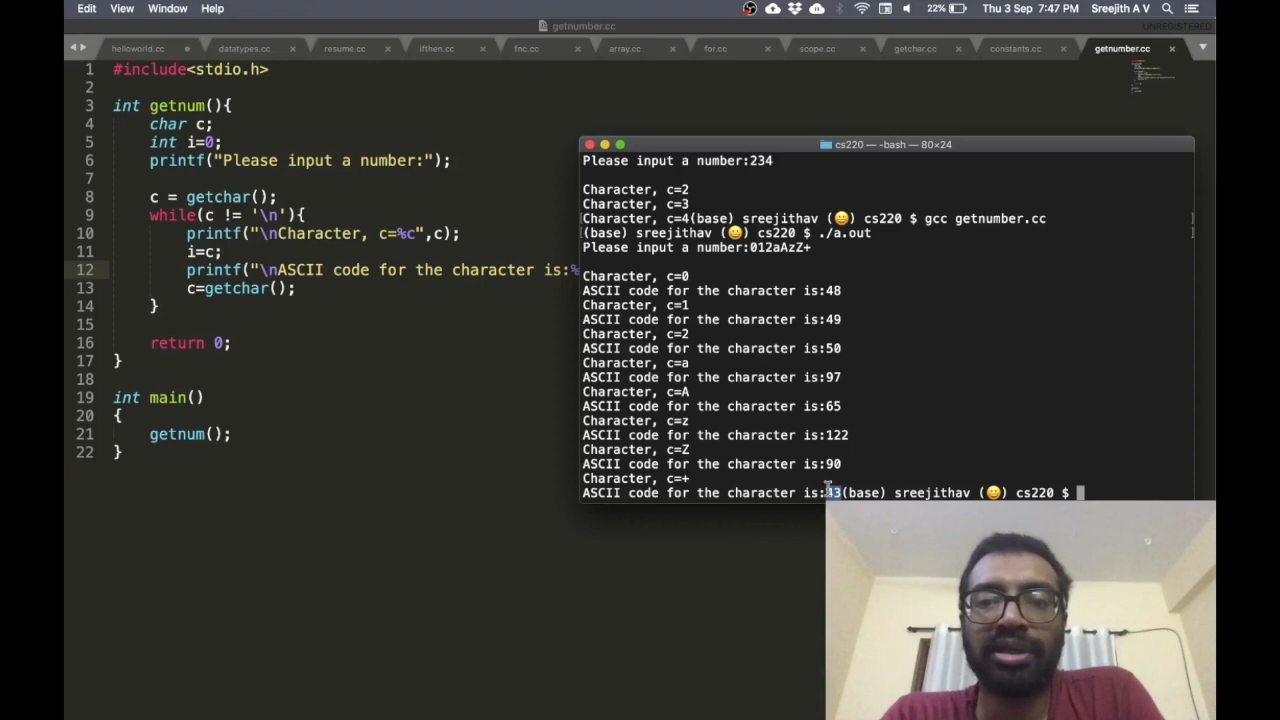 Edit View Window Help 22% Thu 3 Sep 7:47 PM Sreejith A V
getnumber.cc UNREGISTERED
helloworld.cc datatypes.cc resume.cc ifthen.cc fnc.cc array.cc for.cc scope.cc getchar.cc constants.cc getnumber.cc
1 #include<stdio.h>
2
3 int getnum(){
4 char c;
5 int i=0;
6 printf("Please input a number:");
7
8 c = getchar();
9 while(c != '\n'){
10 printf("\nCharacter, c=%c",c);
11 i=c;
12 printf("\nASCII code for the character is:%
13 c=getchar();
14 }
15
16 return 0;
17 }
18
19 int main()
20 {
21 getnum();
22 }
cs220 — -bash — 80×24
Please input a number:234
Character, c=2
Character, c=3
Character, c=4(base) sreejithav (😀) cs220 $ gcc getnumber.cc
(base) sreejithav (😀) cs220 $ ./a.out
Please input a number:012aAzZ+
Character, c=0
ASCII code for the character is:48
Character, c=1
ASCII code for the character is:49
Character, c=2
ASCII code for the character is:50
Character, c=a
ASCII code for the character is:97
Character, c=A
ASCII code for the character is:65
Character, c=z
ASCII code for the character is:122
Character, c=Z
ASCII code for the character is:90
Character, c=+
ASCII code for the character is:43(base) sreejithav (😀) cs220 $